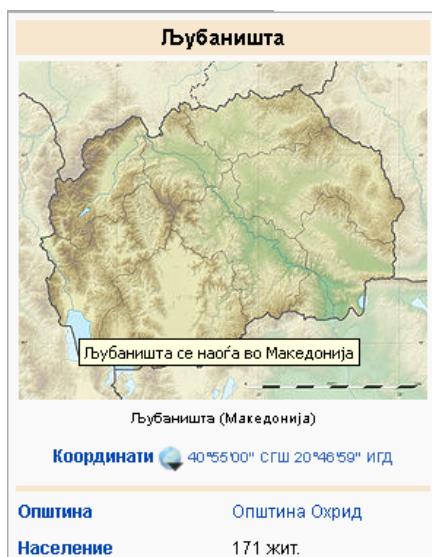 Љубаништа
Љубаништа се наоѓа во Македонија
Љубаништа (Македонија)
Координати 40°55′00″ СГШ 20°46′59″ ИГД
Општина Општина Охрид
Население 171 жит.